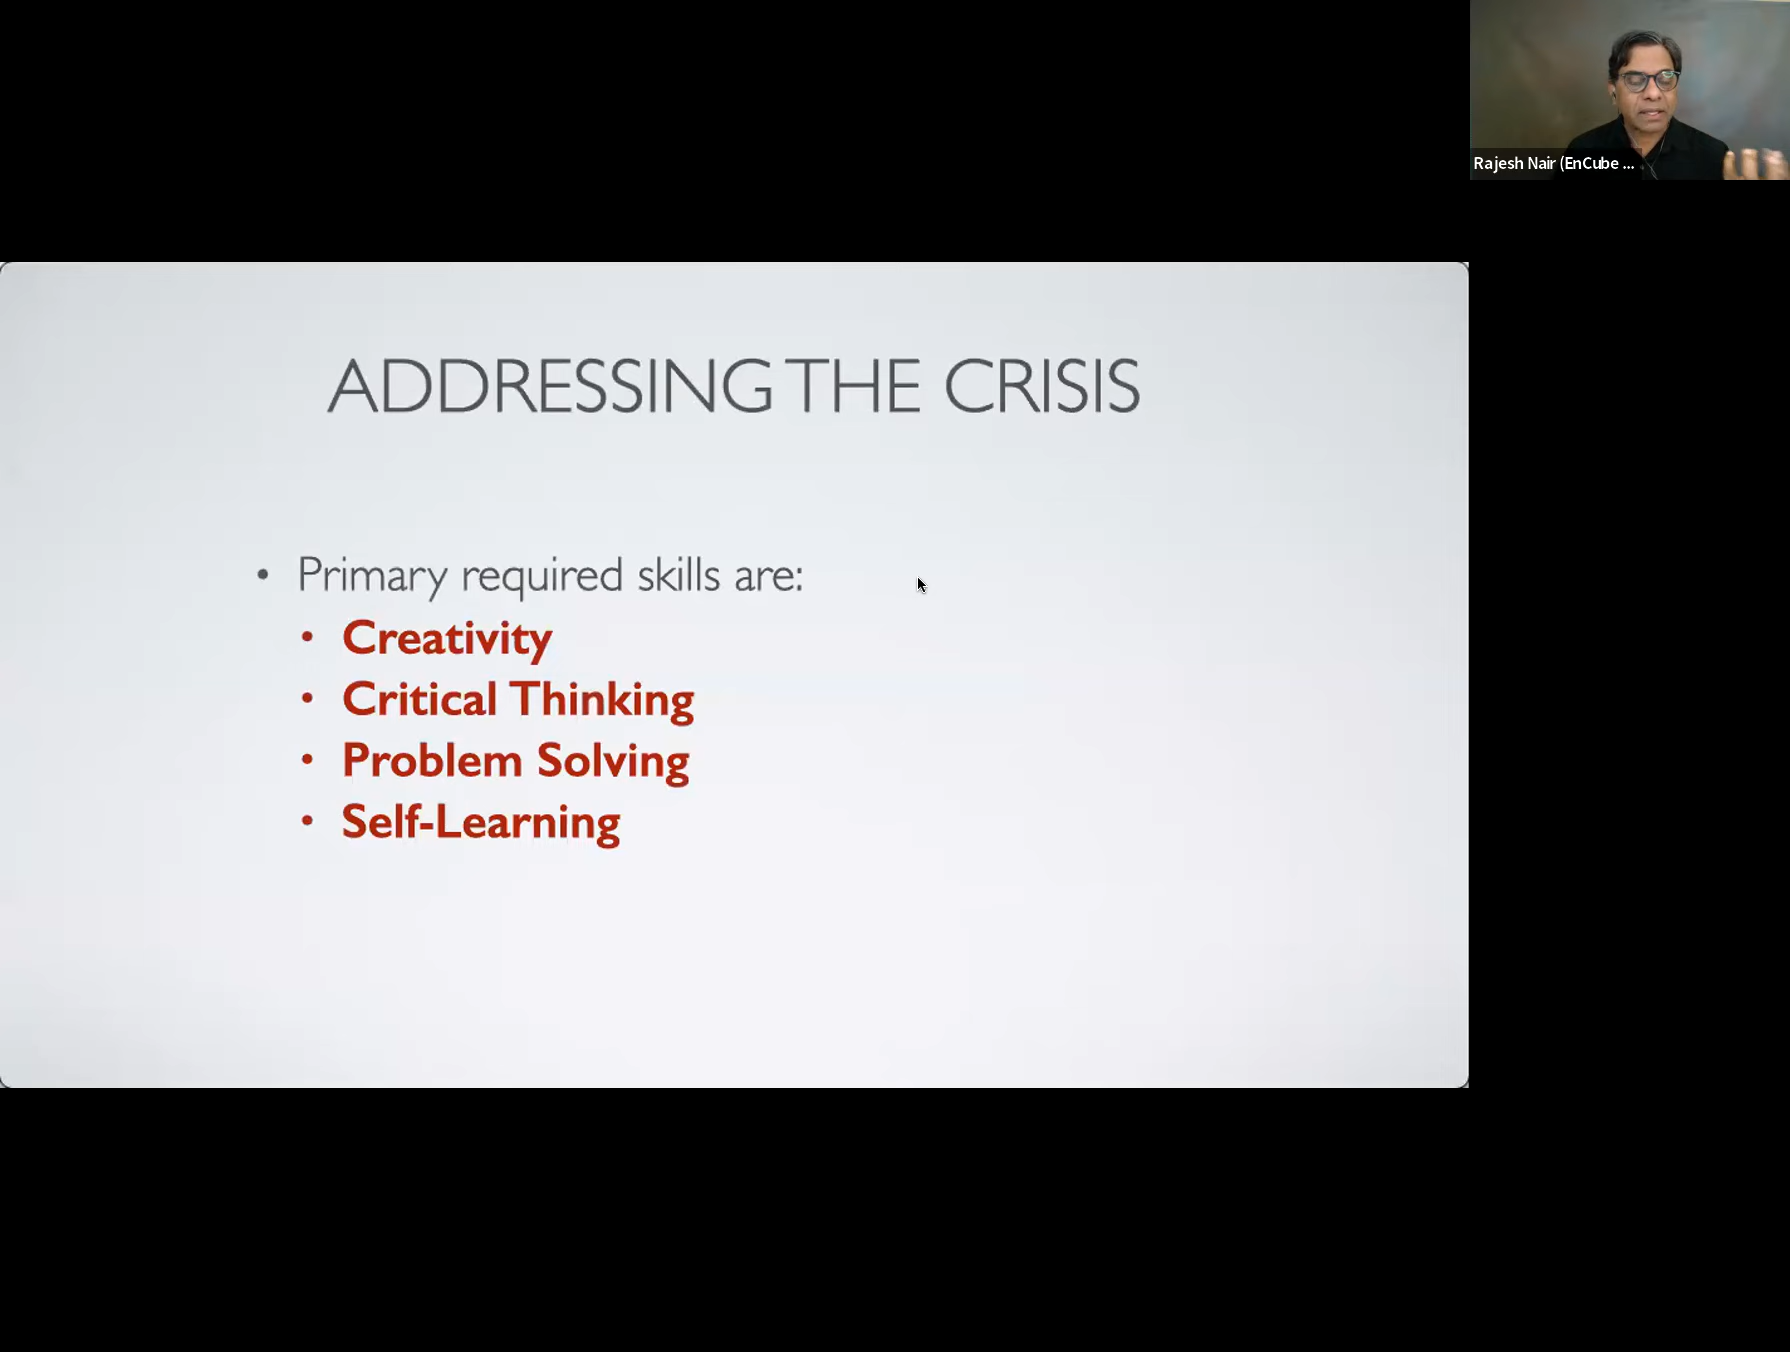 Rajesh Nair (EnCube ...
ADDRESSING THE CRISIS
• Primary required skills are:
• Creativity
• Critical Thinking
• Problem Solving
• Self-Learning